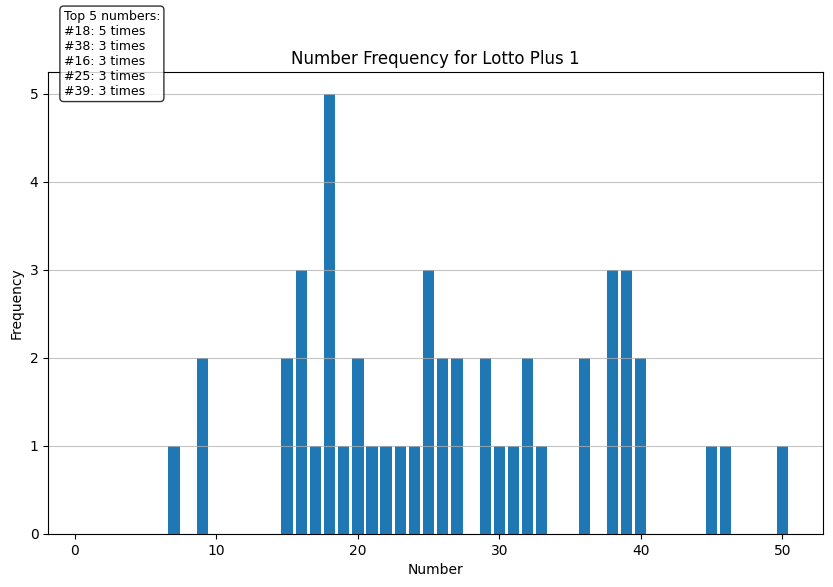 Top 5 numbers:
#18: 5 times
#38: 3 times
#16: 3 times
#25: 3 times
#39: 3 times
Number Frequency for Lotto Plus 1
Frequency
5
4
3
2
1
0
0 10 20 30 40 50
Number